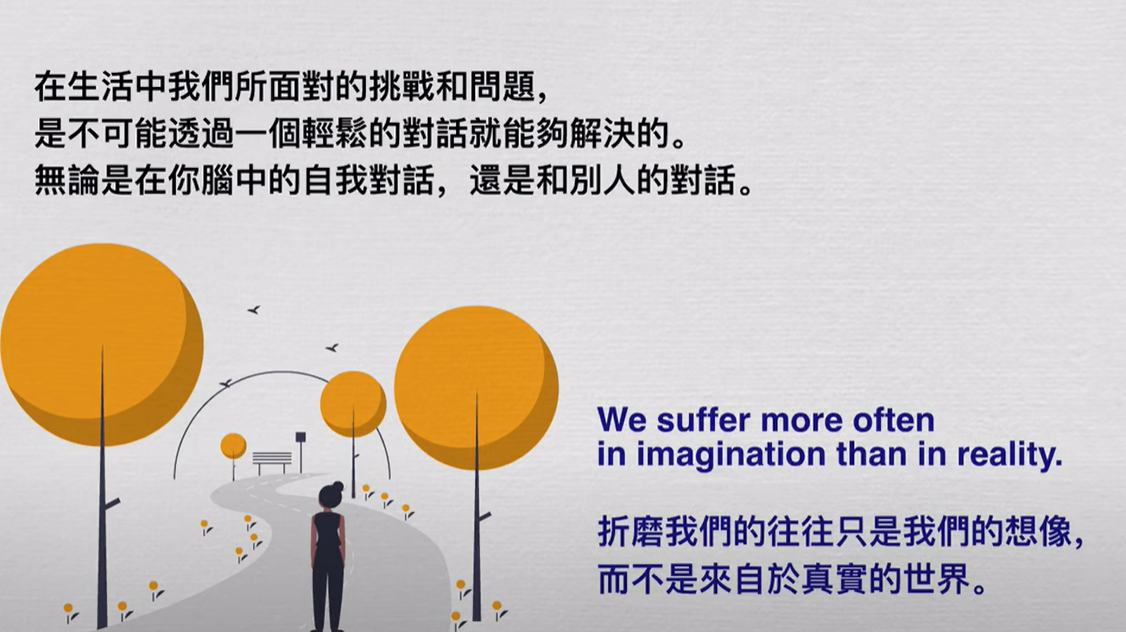 在生活中我們所面對的挑戰和問題，
是不可能透過一個輕鬆的對話就能夠解決的。
無論是在你腦中的自我對話，還是和別人的對話。
We suffer more often
in imagination than in reality.
折磨我們的往往只是我們的想像，
而不是來自於真實的世界。